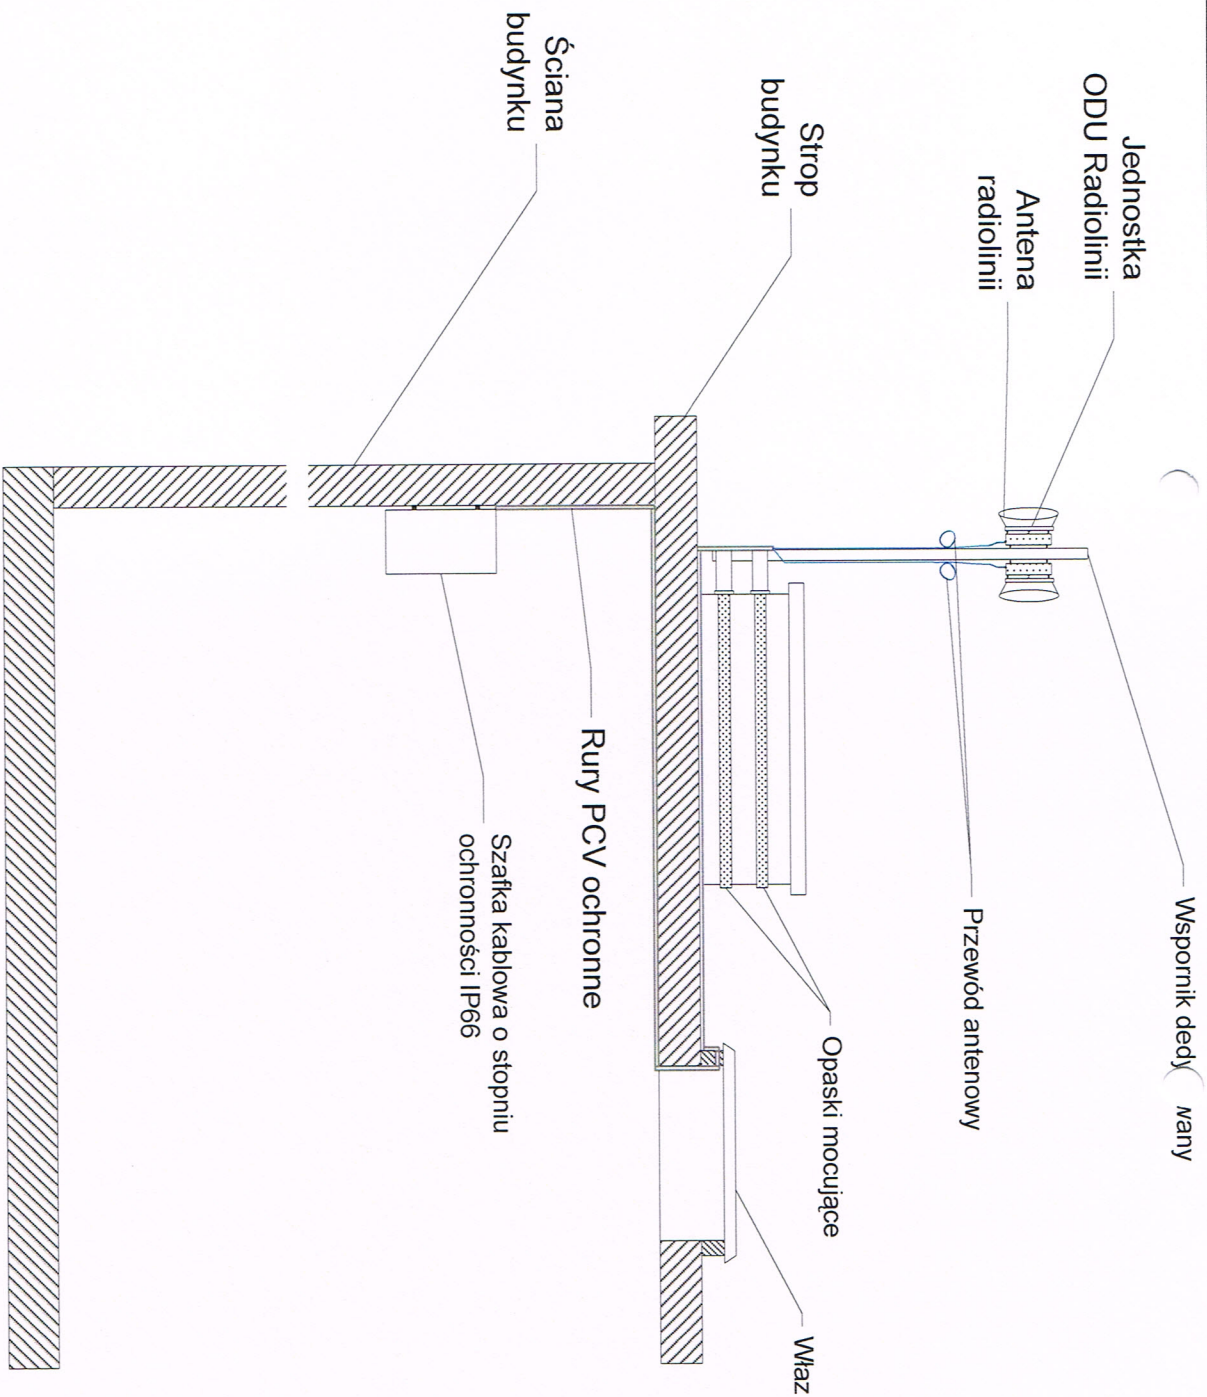 Jednostka
ODU Radiolinii
Antena
radiolinii
Strop
budynku
Ściana
budynku
Wspornik dedy wany
Przewód antenowy
Opaski mocujące
Właz
Rury PCV ochronne
Szafka kablowa o stopniu
ochronności IP66